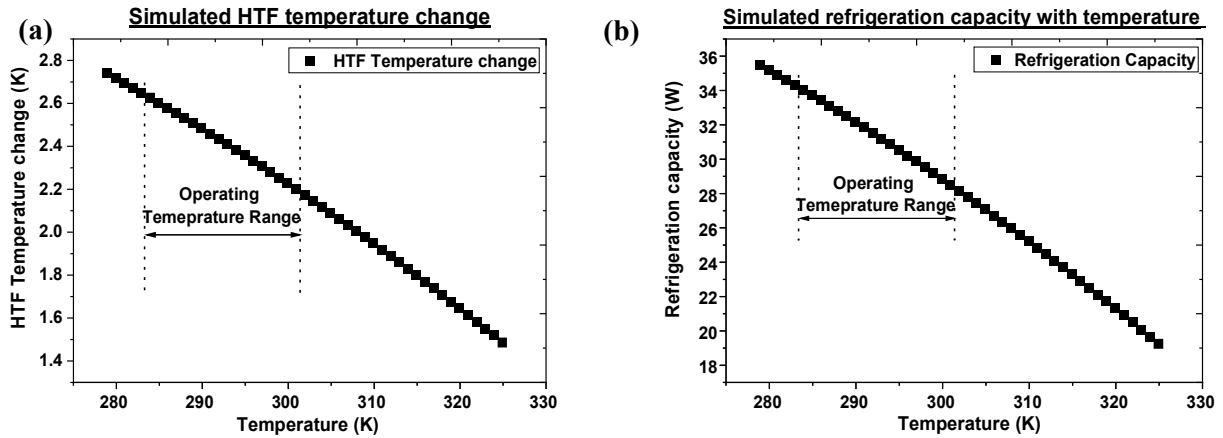 Simulated HTF temperature change
(a)
HTF Temperature change
HTF Temperature change (K)
2.8
2.6
2.4
2.2
2.0
1.8
1.6
1.4
Operating
Temeprature Range
280
290
300
310
320
330
Temperature (K)
Simulated refrigeration capacity with temperature
(b)
Refrigeration Capacity
Refrigeration capacity (W)
36
34
32
30
28
26
24
22
20
18
Operating
Temeprature Range
280
290
300
310
320
330
Temperature (K)